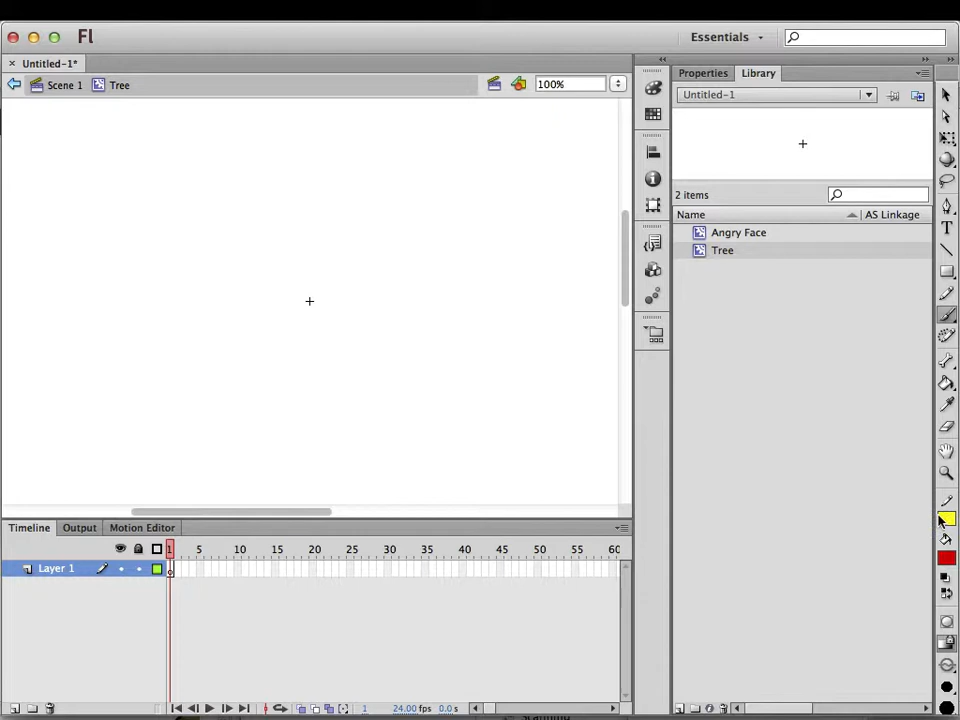 Fl
Essentials
Untitled-1*
Scene 1 Tree 100%
Properties Library
Untitled-1
2 items
Name AS Linkage
Angry Face
Tree
Timeline Output Motion Editor
1 5 10 15 20 25 30 35 40 45 50 55 60
Layer 1
1 24.00 fps 0.0 s